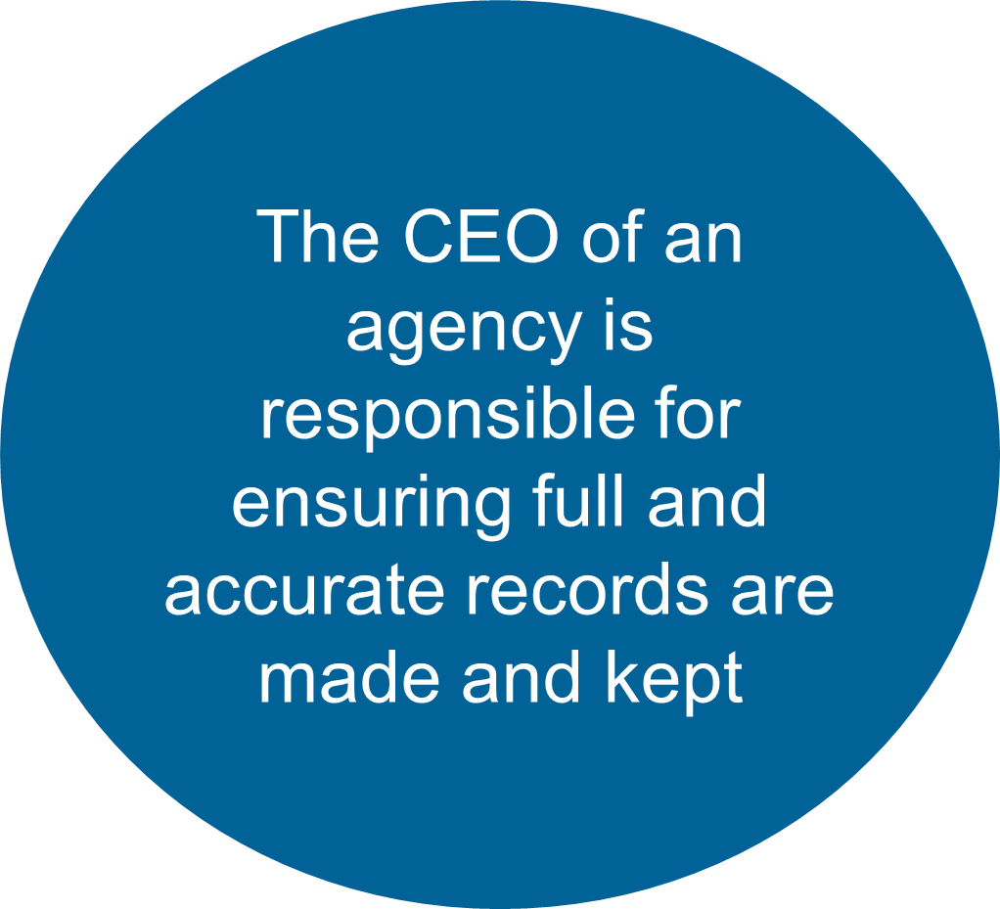 The CEO of an
agency is
responsible for
ensuring full and
accurate records are
made and kept